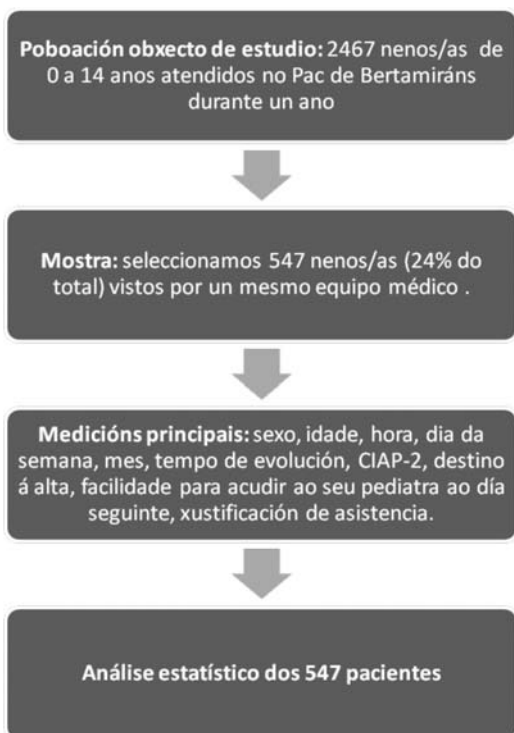 Poboación obxecto de estudio: 2467 nenos/as de
0 a 14 anos atendidos no Pac de Bertamiráns
durante un ano
Mostra: seleccionamos 547 nenos/as (24% do
total) vistos por un mesmo equipo médico .
Medicións principais: sexo, idade, hora, dia da
semana, mes, tempo de evolución, CIAP-2, destino
á alta, facilidade para acudir ao seu pediatra ao día
seguinte, xustificación de asistencia.
Análise estatístico dos 547 pacientes